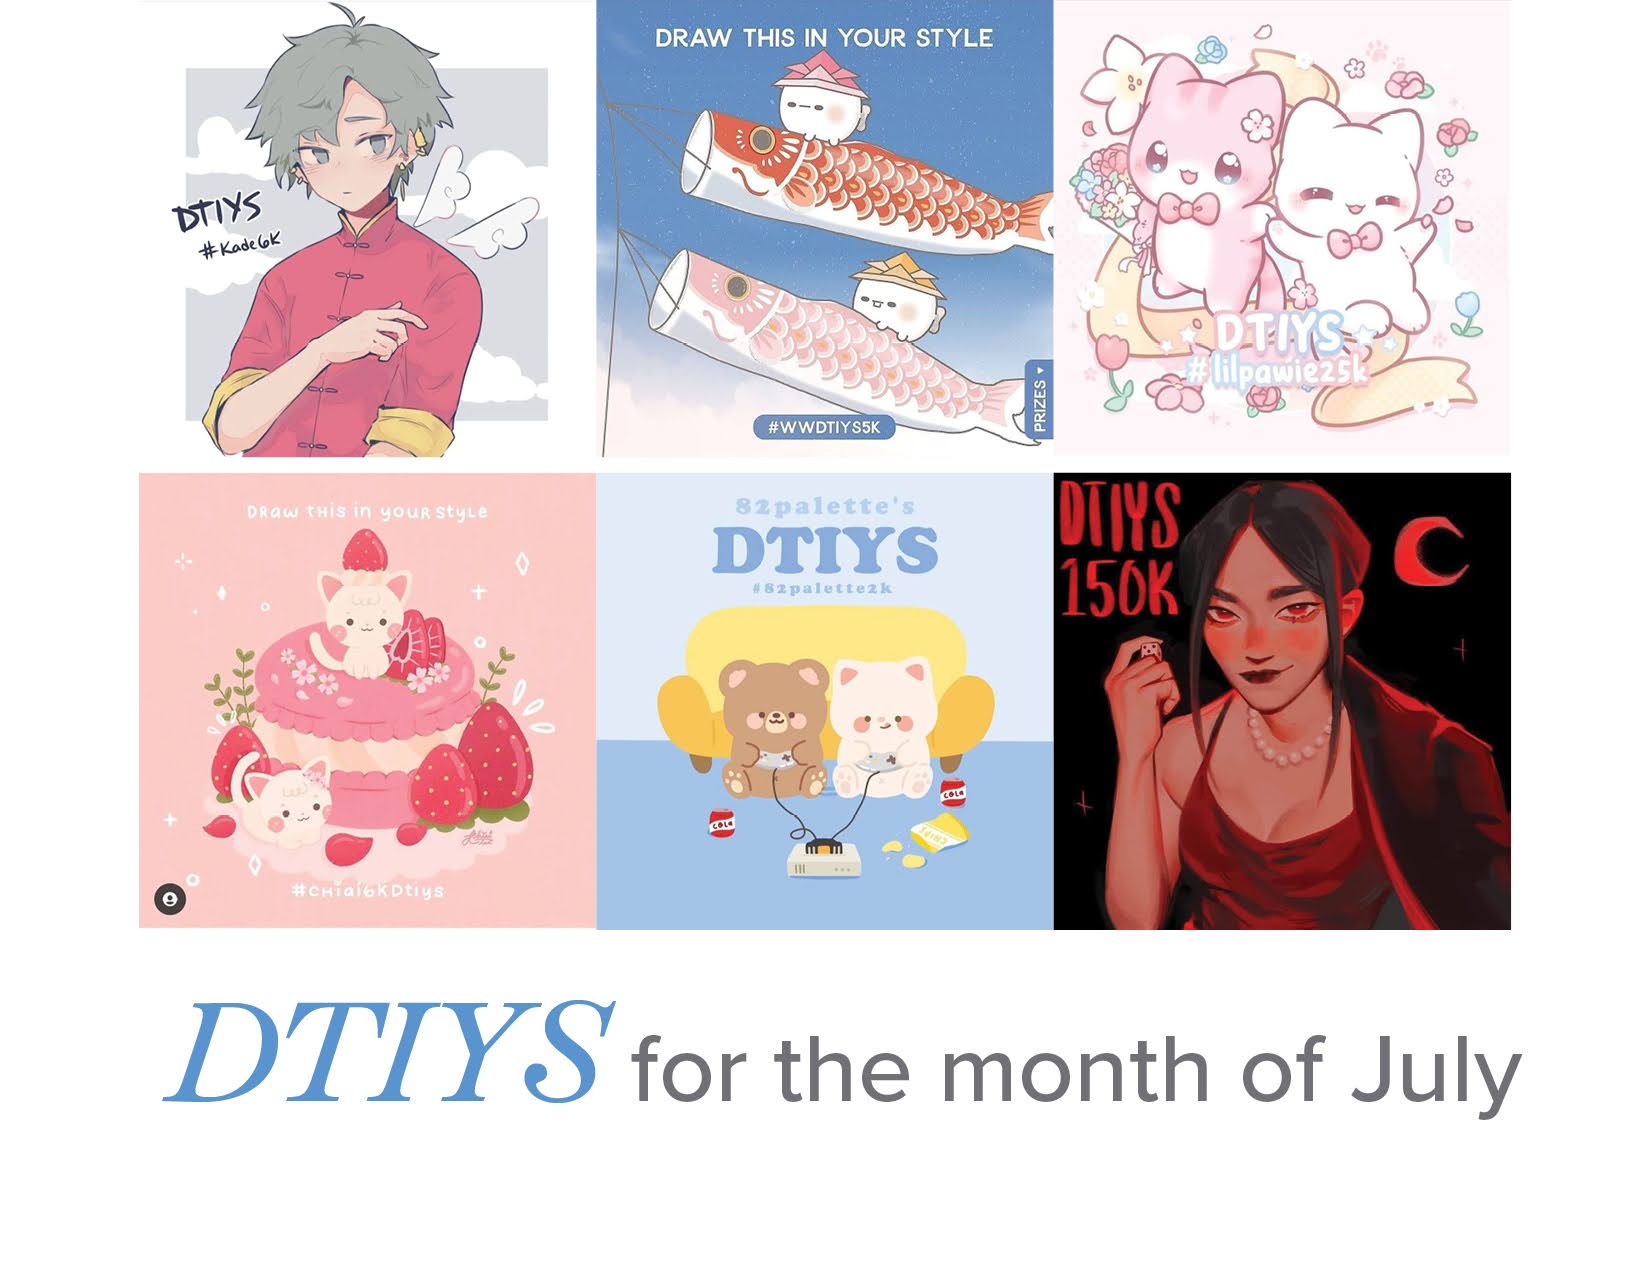 DTIYS
#Kade6K
DRAW THIS IN YOUR STYLE
PRIZES
#WWDTIYS5K
DTIYS
#lilpawie25k
DRaw tHis in youR StyLe
#cHiai6KDtiys
82palette's
DTIYS
#82palette2k
COLA
COLA
CHIPS
DTIYS
150K
DTIYS for the month of July